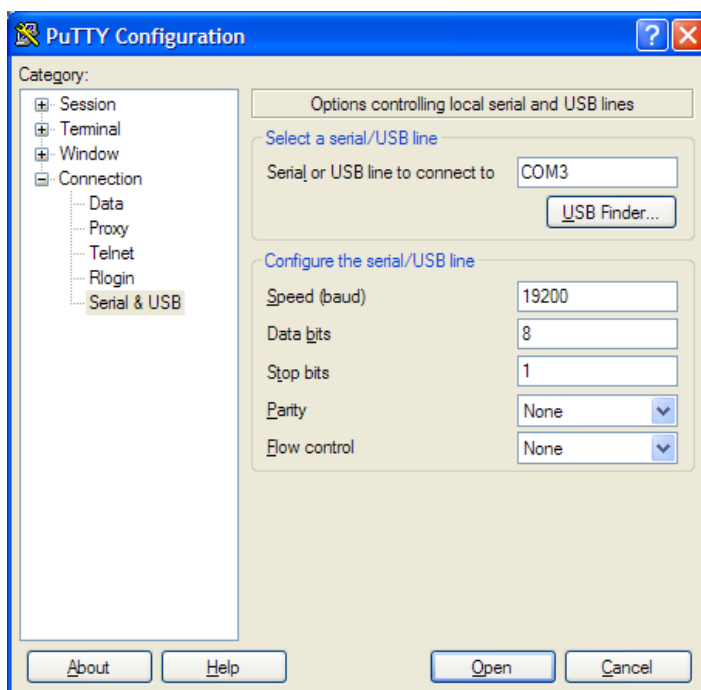 PuTTY Configuration
Category:
Session
Terminal
Window
Connection
Data
Proxy
Telnet
Rlogin
Serial & USB
Options controlling local serial and USB lines
Select a serial/USB line
Serial or USB line to connect to COM3
USB Finder...
Configure the serial/USB line
Speed (baud) 19200
Data bits 8
Stop bits 1
Parity None
Flow control None
About Help Open Cancel